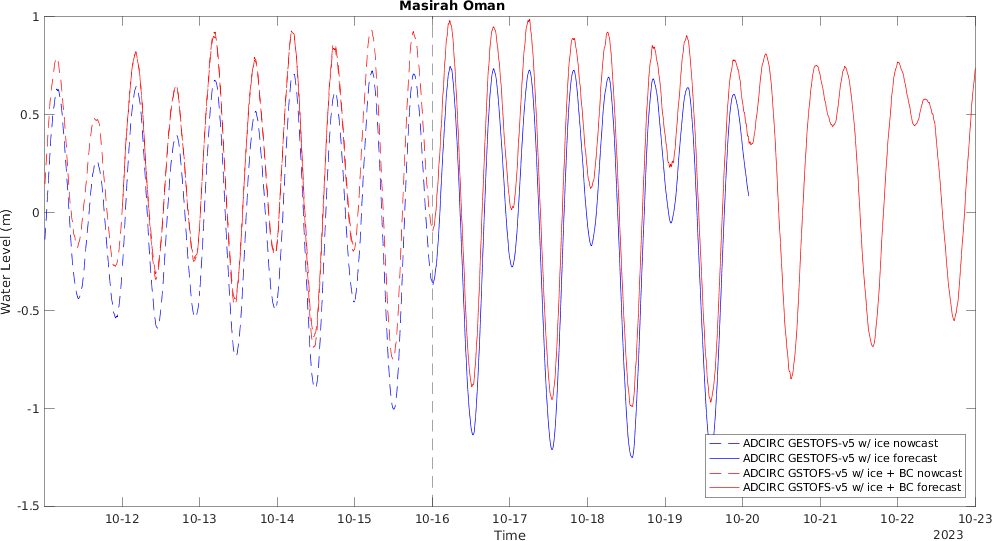 Masirah Oman
1
0.5
0
-0.5
-1
-1.5
Water Level (m)
10-12 10-13 10-14 10-15 10-16 10-17 10-18 10-19 10-20 10-21 10-22 10-23
Time
2023
ADCIRC GESTOFS-v5 w/ ice nowcast
ADCIRC GESTOFS-v5 w/ ice forecast
ADCIRC GSTOFS-v5 w/ ice + BC nowcast
ADCIRC GSTOFS-v5 w/ ice + BC forecast